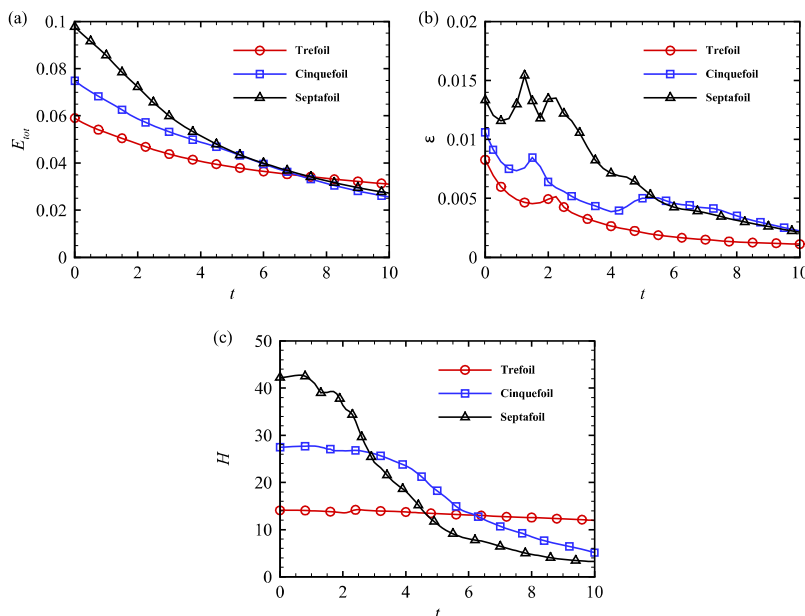 (a)
0.1
0.08
0.06
0.04
0.02
0
E_tot
Trefoil
Cinquefoil
Septafoil
0 2 4 6 8 10
t
(b)
0.02
0.015
0.01
0.005
0
ε
Trefoil
Cinquefoil
Septafoil
0 2 4 6 8 10
t
(c)
50
40
30
20
10
0
H
Trefoil
Cinquefoil
Septafoil
0 2 4 6 8 10
t